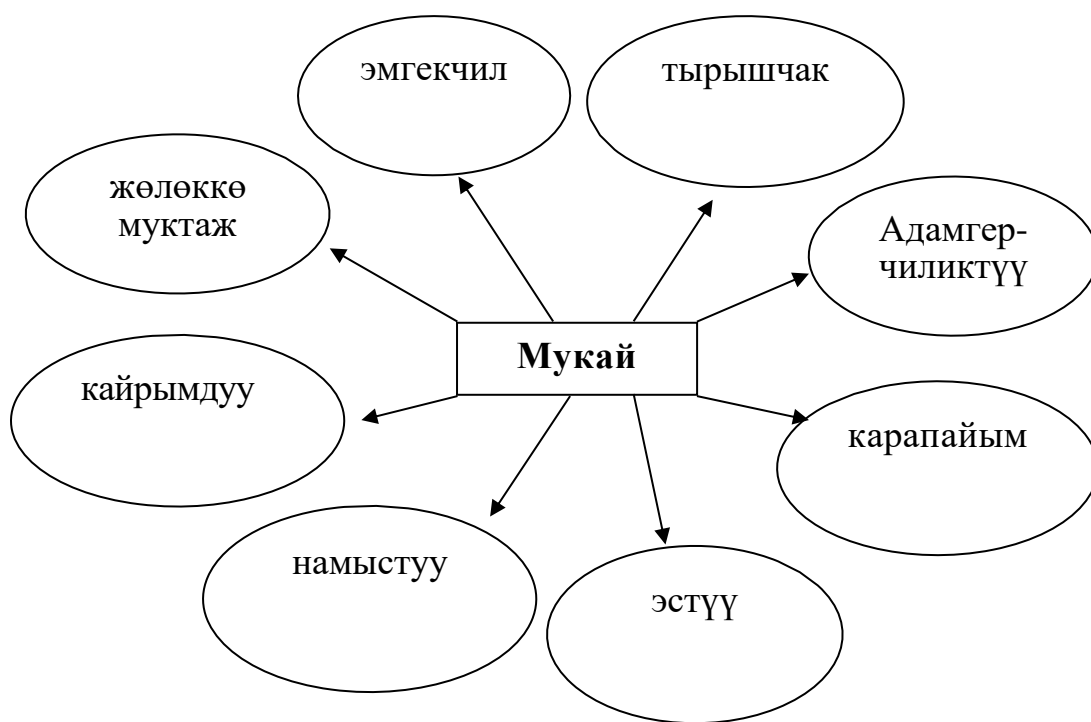 эмгекчил
тырышчак
жөлөккө
муктаж
Адамгер-
чиликтүү
Мукай
кайрымдуу
карапайым
намыстуу
эстүү